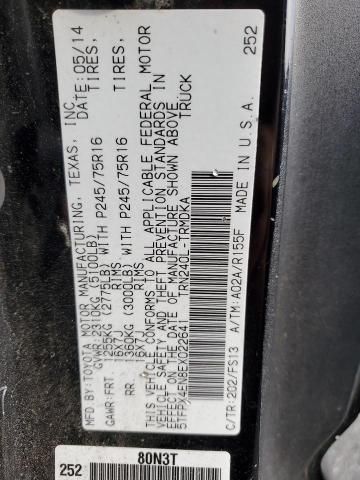 MFD BY: TOYOTA MOTOR MANUFACTURING, TEXAS, INC.
DATE: 05/14
GVWR: 2310KG (5100LB)
GAWR: FRT 1255KG (2775LB) WITH P245/75R16 TIRES,
16X7J RIMS
RR 1360KG (3000LB) WITH P245/75R16 TIRES,
16X7J RIMS
THIS VEHICLE CONFORMS TO ALL APPLICABLE FEDERAL MOTOR
VEHICLE SAFETY AND THEFT PREVENTION STANDARDS IN
EFFECT ON THE DATE OF MANUFACTURE SHOWN ABOVE.
5TFPX4EN8EX022641 TRUCK
TRN240L-TRMDKA
C/TR:202/FS13 A/TM:A02A/R155F
U.S.A.
252
252 80N3T